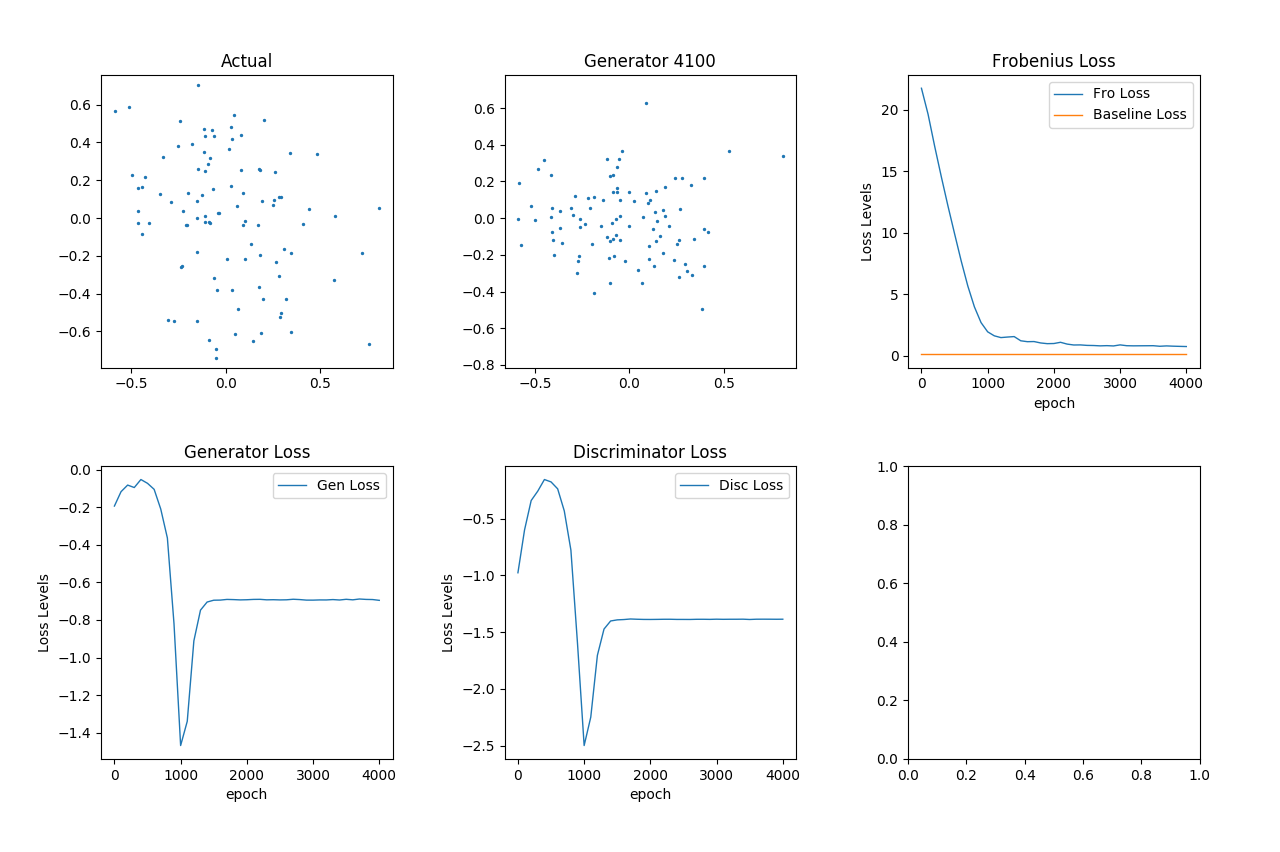 Actual
0.6
0.4
0.2
0.0
−0.2
−0.4
−0.6
−0.5 0.0 0.5
Generator 4100
0.6
0.4
0.2
0.0
−0.2
−0.4
−0.6
−0.8
−0.5 0.0 0.5
Frobenius Loss
Fro Loss
Baseline Loss
Loss Levels
20
15
10
5
0
0 1000 2000 3000 4000
epoch
Generator Loss
Gen Loss
Loss Levels
0.0
−0.2
−0.4
−0.6
−0.8
−1.0
−1.2
−1.4
0 1000 2000 3000 4000
epoch
Discriminator Loss
Disc Loss
Loss Levels
−0.5
−1.0
−1.5
−2.0
−2.5
0 1000 2000 3000 4000
epoch
1.0
0.8
0.6
0.4
0.2
0.0
0.0 0.2 0.4 0.6 0.8 1.0